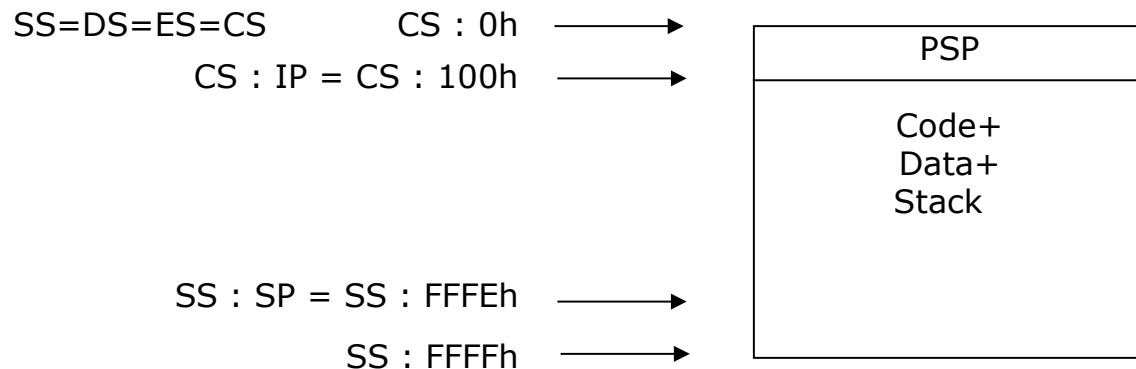 SS=DS=ES=CS CS : 0h
PSP
CS : IP = CS : 100h
Code+
Data+
Stack
SS : SP = SS : FFFEh
SS : FFFFh